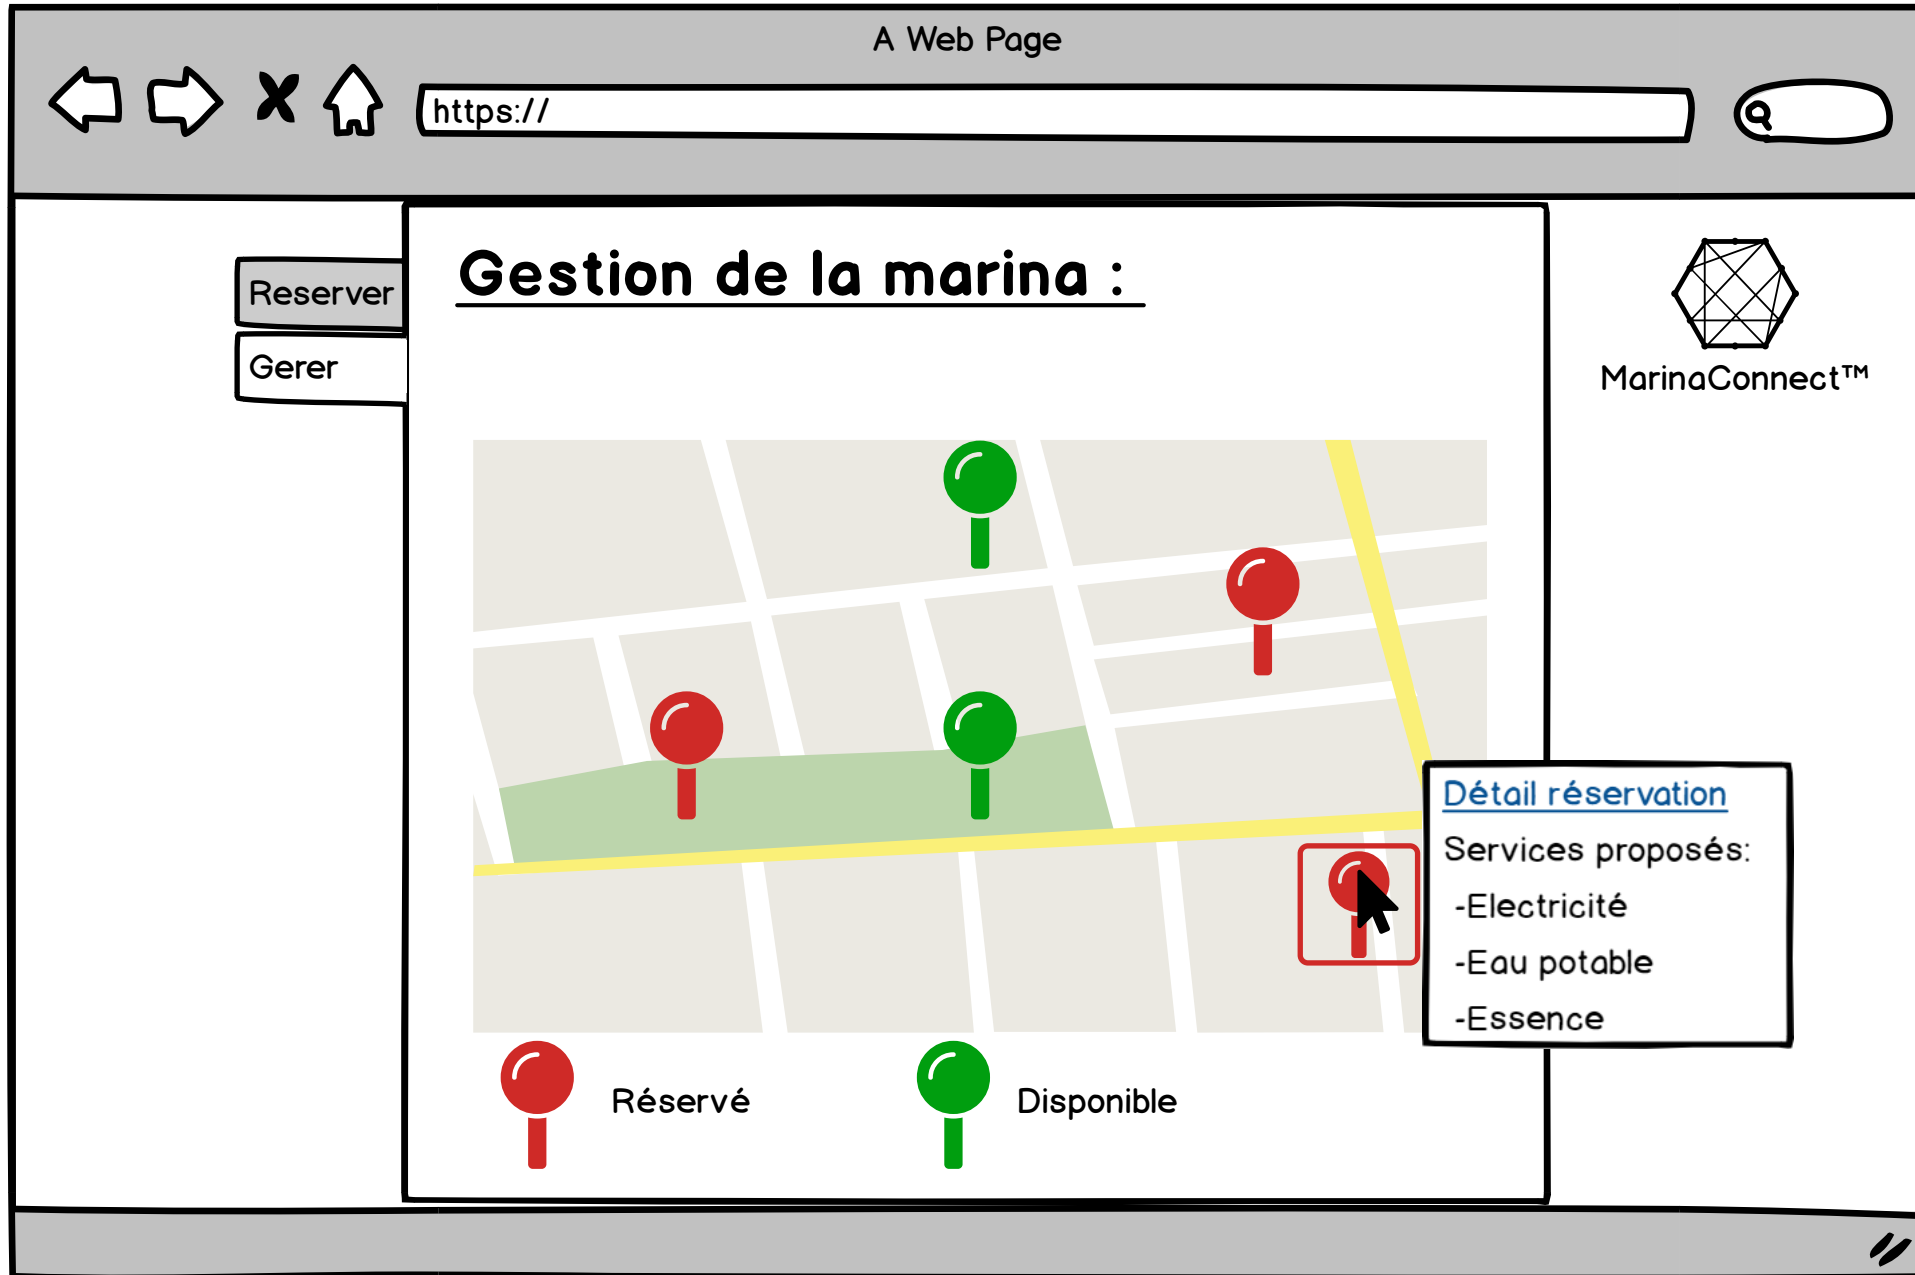 A Web Page
https://
Gestion de la marina :
Reserver
Gerer
MarinaConnect™
Détail réservation
Services proposés:
-Electricité
-Eau potable
-Essence
Réservé
Disponible